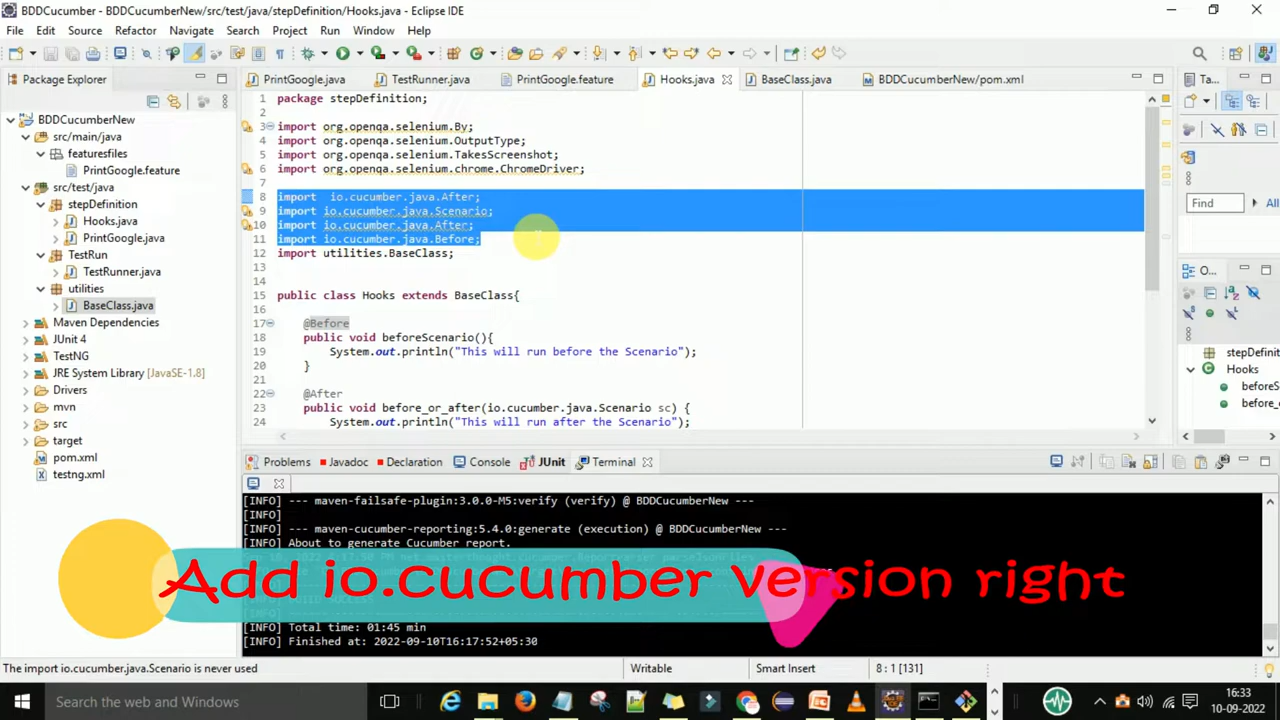 BDDCucumber - BDDCucumberNew/src/test/java/stepDefinition/Hooks.java - Eclipse IDE
File Edit Source Refactor Navigate Search Project Run Window Help
Package Explorer
PrintGoogle.java TestRunner.java PrintGoogle.feature Hooks.java BaseClass.java BDDCucumberNew/pom.xml
Ta...
BDDCucumberNew
src/main/java
featuresfiles
PrintGoogle.feature
src/test/java
stepDefinition
Hooks.java
PrintGoogle.java
TestRun
TestRunner.java
utilities
BaseClass.java
Maven Dependencies
JUnit 4
TestNG
JRE System Library [JavaSE-1.8]
Drivers
mvn
src
target
pom.xml
testng.xml
1 package stepDefinition;
2
3 import org.openqa.selenium.By;
4 import org.openqa.selenium.OutputType;
5 import org.openqa.selenium.TakesScreenshot;
6 import org.openqa.selenium.chrome.ChromeDriver;
7
8 import  io.cucumber.java.After;
9 import io.cucumber.java.Scenario;
10 import io.cucumber.java.After;
11 import io.cucumber.java.Before;
12 import utilities.BaseClass;
13
14
15 public class Hooks extends BaseClass{
16
17 @Before
18 public void beforeScenario(){
19 System.out.println("This will run before the Scenario");
20 }
21
22 @After
23 public void before_or_after(io.cucumber.java.Scenario sc) {
24 System.out.println("This will run after the Scenario");
Find All
O...
stepDefini
Hooks
beforeS
before_
Problems Javadoc Declaration Console JUnit Terminal
[INFO] --- maven-failsafe-plugin:3.0.0-M5:verify (verify) @ BDDCucumberNew ---
[INFO]
[INFO] --- maven-cucumber-reporting:5.4.0:generate (execution) @ BDDCucumberNew ---
[INFO] About to generate Cucumber report.
Add io.cucumber version right
[INFO] Total time: 01:45 min
[INFO] Finished at: 2022-09-10T16:17:52+05:30
The import io.cucumber.java.Scenario is never used Writable Smart Insert 8 : 1 [131]
Search the web and Windows
16:33
10-09-2022